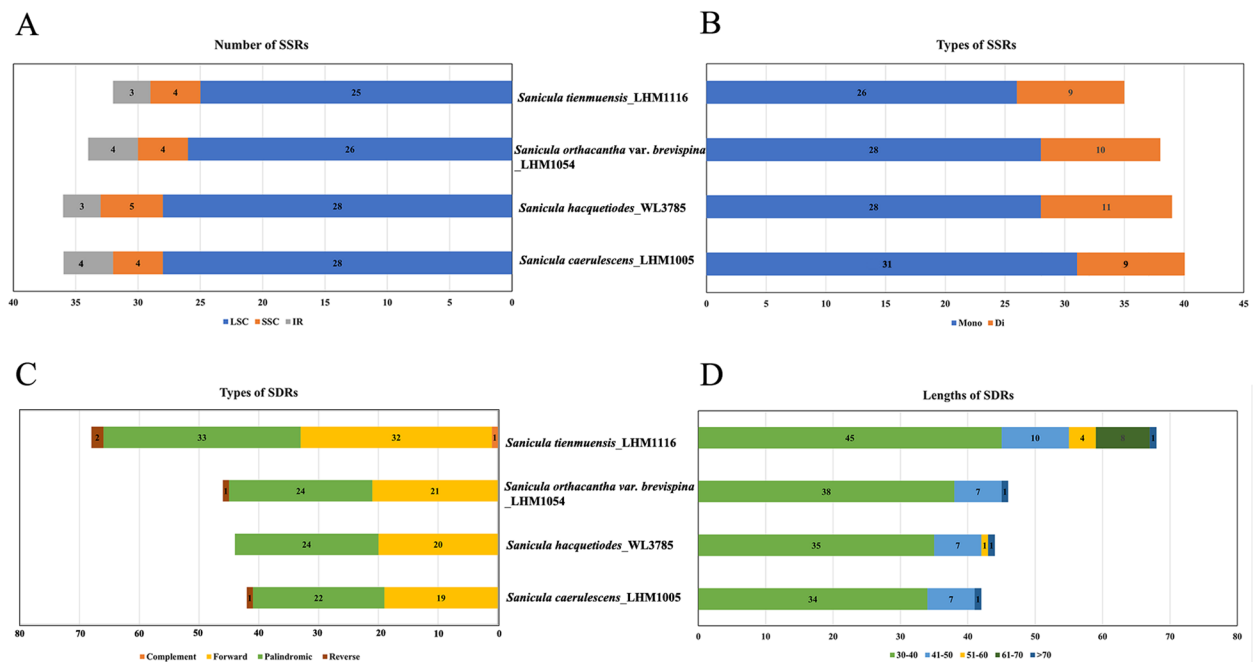 A
Number of SSRs
3 4 25
Sanicula tienmuensis_LHM1116
4 4 26
Sanicula orthacantha var. brevispina
_LHM1054
3 5 28
Sanicula hacquetiodes_WL3785
4 4 28
Sanicula caerulescens_LHM1005
40 35 30 25 20 15 10 5 0
LSC SSC IR
B
Types of SSRs
26 9
28 10
28 11
31 9
0 5 10 15 20 25 30 35 40 45
Mono Di
C
Types of SDRs
2 33 32 1
Sanicula tienmuensis_LHM1116
1 24 21
Sanicula orthacantha var. brevispina
_LHM1054
24 20
Sanicula hacquetiodes_WL3785
1 22 19
Sanicula caerulescens_LHM1005
80 70 60 50 40 30 20 10 0
Complement Forward Palindromic Reverse
D
Lengths of SDRs
45 10 4 8 1
38 7 1
35 7 1 1
34 7 1
0 10 20 30 40 50 60 70 80
30-40 41-50 51-60 61-70 >70